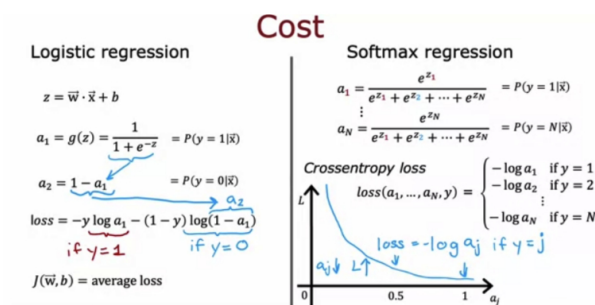 Cost
Logistic regression
z = w⃗ · x⃗ + b
a₁ = g(z) = 1 / (1 + e^(-z)) = P(y = 1|x⃗)
a₂ = 1 − a₁ = P(y = 0|x⃗)
a₂
loss = −y log a₁ − (1 − y) log(1 − a₁)
if y=1 if y=0
J(w⃗, b) = average loss
Softmax regression
a₁ = e^(z₁) / (e^(z₁) + e^(z₂) + ⋯ + e^(z_N)) = P(y = 1|x⃗)
⋮
a_N = e^(z_N) / (e^(z₁) + e^(z₂) + ⋯ + e^(z_N)) = P(y = N|x⃗)
Crossentropy loss
loss(a₁, … , a_N, y) = { − log a₁ if y = 1
− log a₂ if y = 2
⋮
− log a_N if y = N
L
loss = -log aⱼ if y = j
aⱼ↓ L↑
0 0.5 1 aⱼ